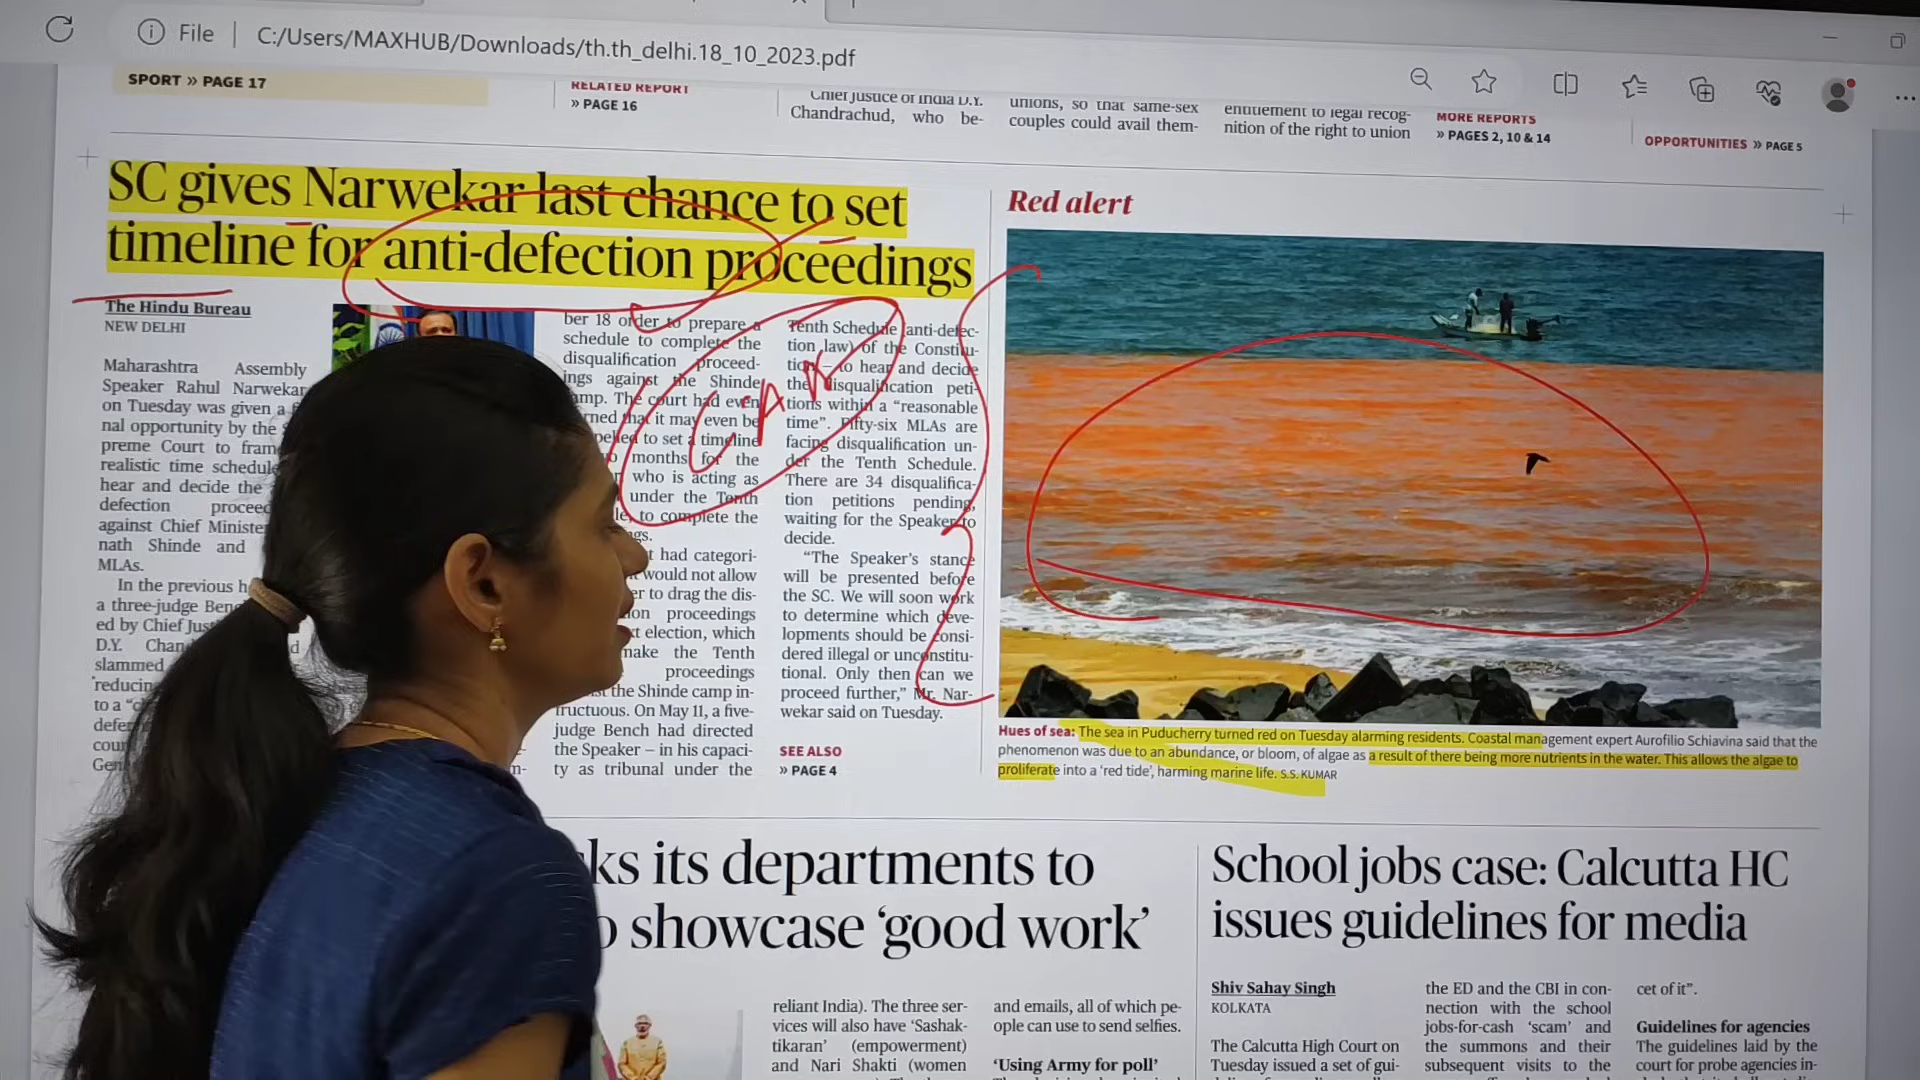 File
C:/Users/MAXHUB/Downloads/th.th_delhi.18_10_2023.pdf
SPORT » PAGE 17
RELATED REPORT
» PAGE 16
Chief Justice of India D.Y.
Chandrachud, who be-
unions, so that same-sex
couples could avail them-
entitlement to legal recog-
nition of the right to union
MORE REPORTS
» PAGES 2, 10 & 14
OPPORTUNITIES » PAGE 5
SC gives Narwekar last chance to set
timeline for anti-defection proceedings
The Hindu Bureau
NEW DELHI
Maharashtra Assembly
Speaker Rahul Narwekar
on Tuesday was given a
nal opportunity by the
preme Court to frame
realistic time schedule
hear and decide the
defection
against Chief Minister
nath Shinde and
MLAs.
In the previous
a three-judge
ed by Chief
D.Y.
slammed
reducing
to a
ber 18 order to prepare a
schedule to complete the
disqualification proceed-
ings against the Shinde
camp. The court had even
that it may even be
to set a timeline
months for the
who is acting as
under the Tenth
to complete the
had categori-
would not allow
to drag the dis-
proceedings
election, which
make the Tenth
proceedings
the Shinde camp in-
fructuous. On May 11, a five-
judge Bench had directed
the Speaker – in his capaci-
ty as tribunal under the
Tenth Schedule (anti-defec-
tion law) of the Constitu-
tion – to hear and decide
the disqualification peti-
tions within a “reasonable
time”. Fifty-six MLAs are
facing disqualification un-
der the Tenth Schedule.
There are 34 disqualifica-
tion petitions pending,
waiting for the Speaker to
decide.
“The Speaker’s stance
will be presented before
the SC. We will soon work
to determine which deve-
lopments should be consi-
dered illegal or unconstitu-
tional. Only then can we
proceed further,” Mr. Nar-
wekar said on Tuesday.
SEE ALSO
» PAGE 4
Red alert
Hues of sea: The sea in Puducherry turned red on Tuesday alarming residents. Coastal management expert Aurofilio Schiavina said that the
phenomenon was due to an abundance, or bloom, of algae as a result of there being more nutrients in the water. This allows the algae to
proliferate into a ‘red tide’, harming marine life. S.S. KUMAR
its departments to
showcase ‘good work’
reliant India). The three ser-
vices will also have ‘Sashak-
tikaran’ (empowerment)
and Nari Shakti (women
and emails, all of which pe-
ople can use to send selfies.
‘Using Army for poll’
School jobs case: Calcutta HC
issues guidelines for media
Shiv Sahay Singh
KOLKATA
The Calcutta High Court on
Tuesday issued a set of gui-
the ED and the CBI in con-
nection with the school
jobs-for-cash ‘scam’ and
the summons and their
subsequent visits to the
cet of it”.
Guidelines for agencies
The guidelines laid by the
court for probe agencies in-